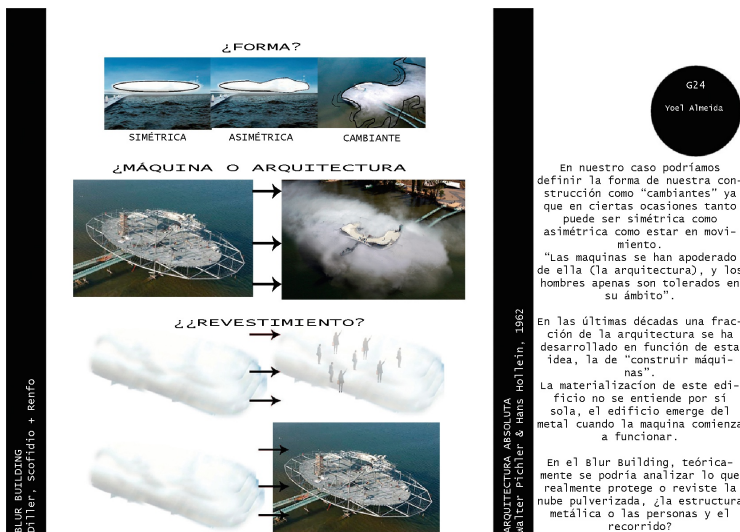 ¿FORMA?
SIMÉTRICA
ASIMÉTRICA
CAMBIANTE
¿MÁQUINA O ARQUITECTURA
¿¿REVESTIMIENTO?
BLUR BUILDING
Diller, Scofidio + Renfo
ARQUITECTURA ABSOLUTA
Walter Pichler & Hans Hollein, 1962
G24
Yoel Almeida
En nuestro caso podríamos
definir la forma de nuestra con-
strucción como “cambiantes” ya
que en ciertas ocasiones tanto
puede ser simétrica como
asimétrica como estar en movi-
miento.
“Las maquinas se han apoderado
de ella (la arquitectura), y los
hombres apenas son tolerados en
su ámbito”.
En las últimas décadas una frac-
ción de la arquitectura se ha
desarrollado en función de esta
idea, la de “construir máqui-
nas”.
La materializacíon de este edi-
ficio no se entiende por sí
sola, el edificio emerge del
metal cuando la maquina comienza
a funcionar.
En el Blur Building, teórica-
mente se podría analizar lo que
realmente protege o reviste la
nube pulverizada, ¿la estructura
metálica o las personas y el
recorrido?